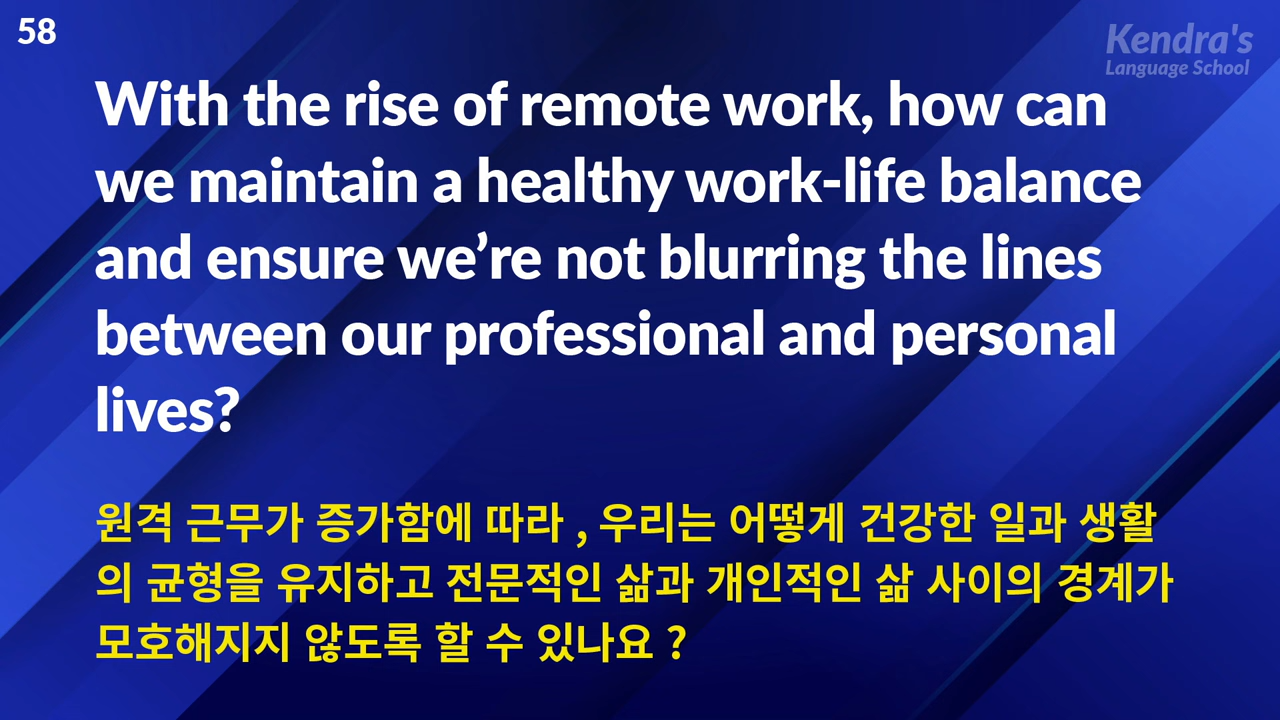 58
Kendra's
Language School
With the rise of remote work, how can
we maintain a healthy work-life balance
and ensure we’re not blurring the lines
between our professional and personal
lives?
원격 근무가 증가함에 따라 , 우리는 어떻게 건강한 일과 생활
의 균형을 유지하고 전문적인 삶과 개인적인 삶 사이의 경계가
모호해지지 않도록 할 수 있나요 ?